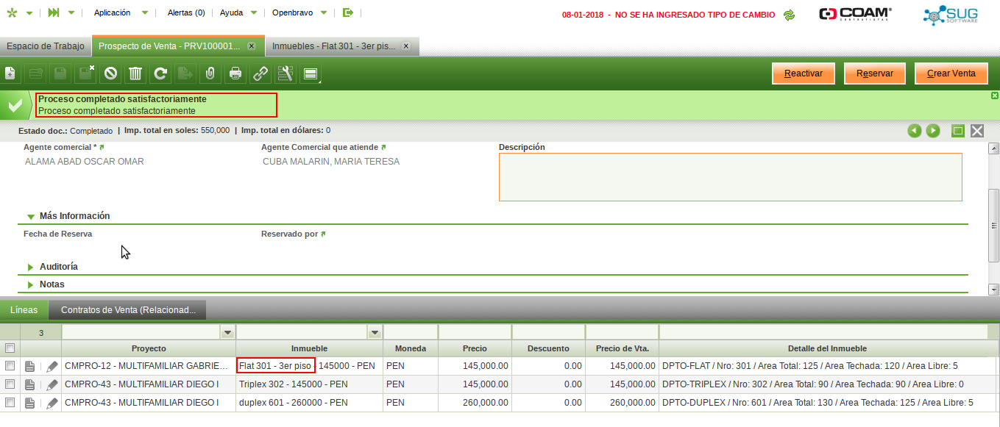 Aplicación Alertas (0) Ayuda Openbravo
08-01-2018 - NO SE HA INGRESADO TIPO DE CAMBIO
COAM
CONTRATISTAS
SUG
SOFTWARE
Espacio de Trabajo Prospecto de Venta - PRV100001... x Inmuebles - Flat 301 - 3er pis... x
Reactivar Reservar Crear Venta
Proceso completado satisfactoriamente
Proceso completado satisfactoriamente
Estado doc.: Completado | Imp. total en soles: 550,000 | Imp. total en dólares: 0
Agente comercial * Agente Comercial que atiende Descripción
ALAMA ABAD OSCAR OMAR CUBA MALARIN, MARIA TERESA
Más Información
Fecha de Reserva Reservado por
Auditoría
Notas
Líneas Contratos de Venta (Relacionad...
3
Proyecto Inmueble Moneda Precio Descuento Precio de Vta. Detalle del Inmueble
CMPRO-12 - MULTIFAMILIAR GABRIE... Flat 301 - 3er piso - 145000 - PEN PEN 145,000.00 0.00 145,000.00 DPTO-FLAT / Nro: 301 / Area Total: 125 / Area Techada: 120 / Area Libre: 5
CMPRO-43 - MULTIFAMILIAR DIEGO I Triplex 302 - 145000 - PEN PEN 145,000.00 0.00 145,000.00 DPTO-TRIPLEX / Nro: 302 / Area Total: 90 / Area Techada: 90 / Area Libre: 0
CMPRO-43 - MULTIFAMILIAR DIEGO I duplex 601 - 260000 - PEN PEN 260,000.00 0.00 260,000.00 DPTO-DUPLEX / Nro: 601 / Area Total: 130 / Area Techada: 125 / Area Libre: 5